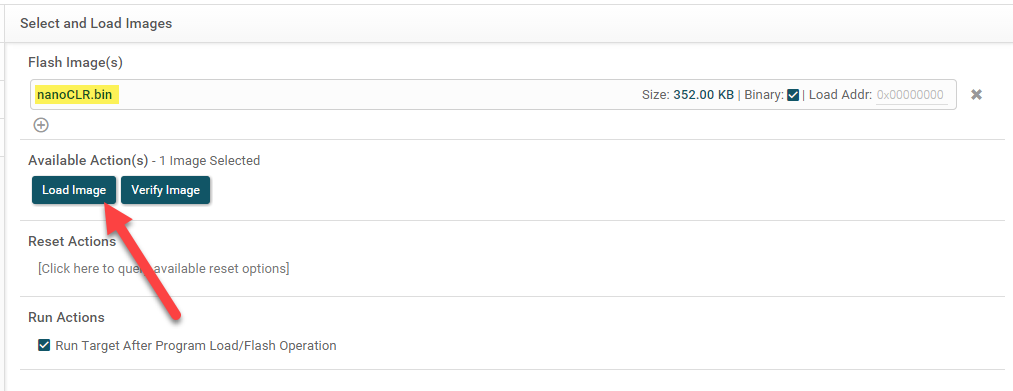 Select and Load Images
Flash Image(s)
nanoCLR.bin Size: 352.00 KB | Binary: | Load Addr: 0x00000000
Available Action(s) - 1 Image Selected
Load Image Verify Image
Reset Actions
[Click here to query available reset options]
Run Actions
Run Target After Program Load/Flash Operation